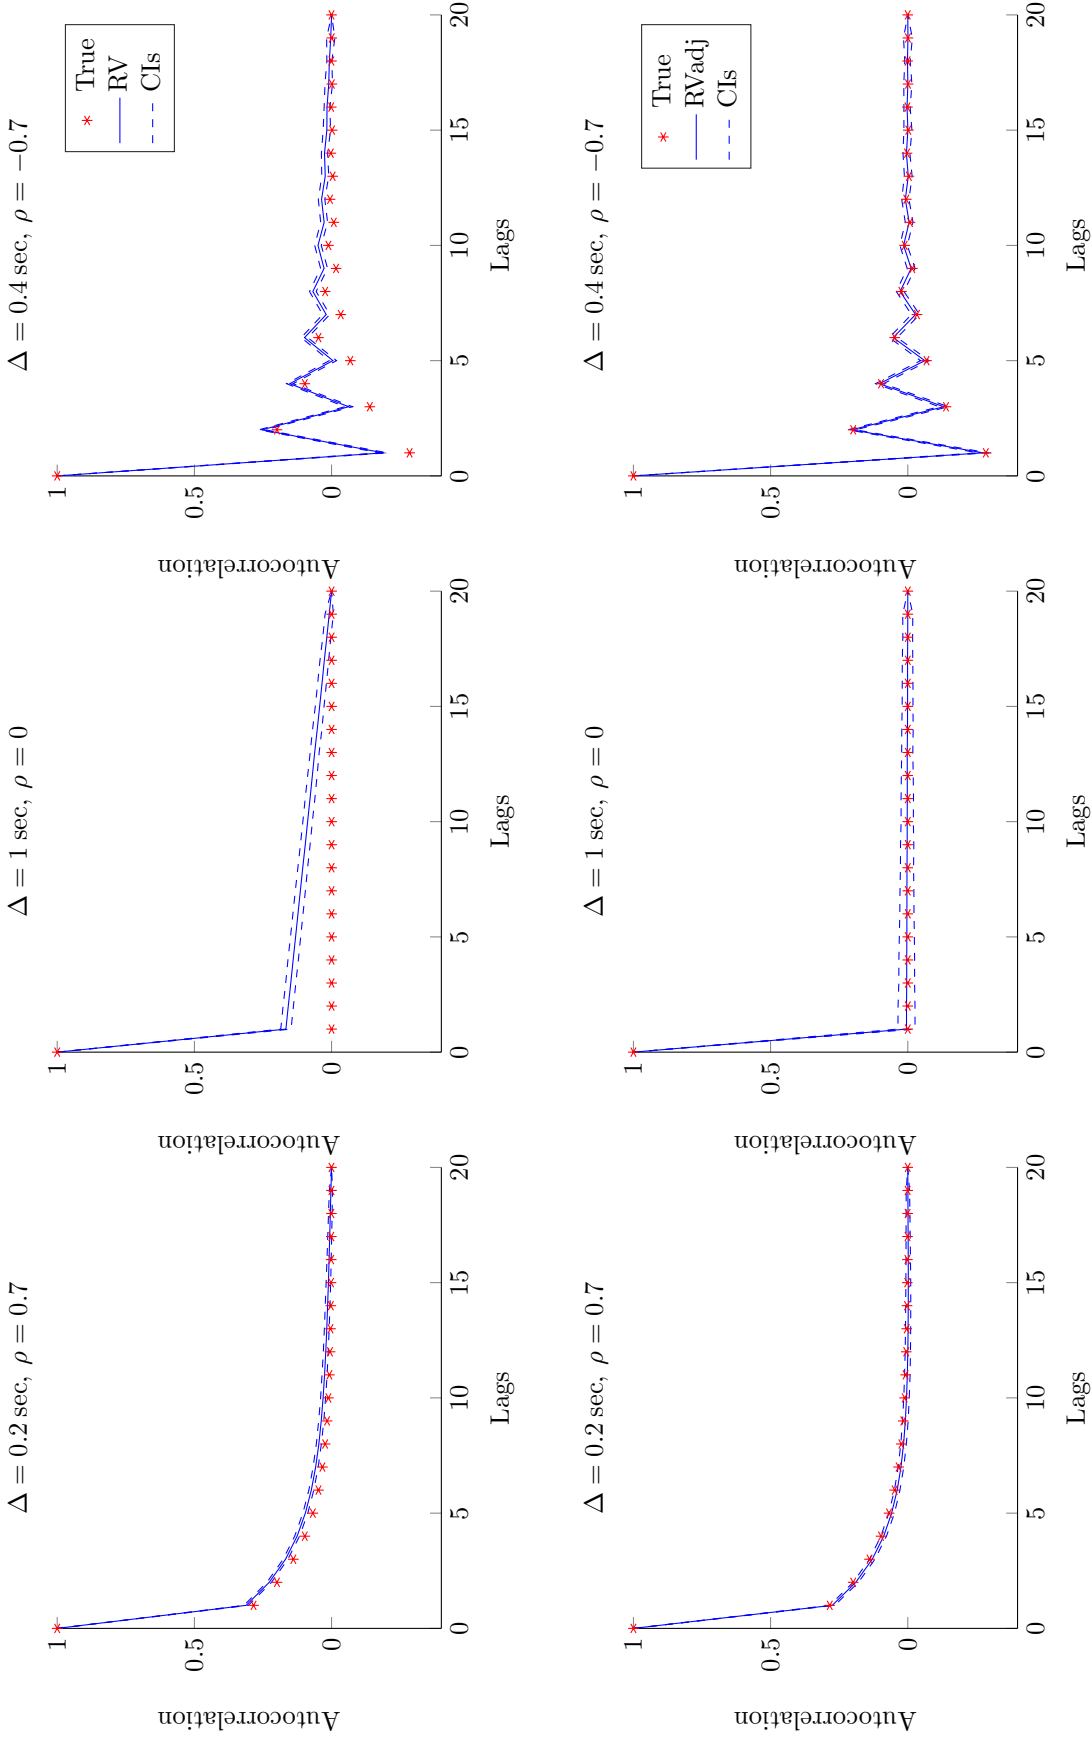 Δ = 0.2 sec, ρ = 0.7
1
0.5
0
0
5
10
15
20
Lags
Autocorrelation
Δ = 1 sec, ρ = 0
1
0.5
0
0
5
10
15
20
Lags
Autocorrelation
Δ = 0.4 sec, ρ = −0.7
1
0.5
0
0
5
10
15
20
Lags
Autocorrelation
True
RV
CIs
Δ = 0.2 sec, ρ = 0.7
1
0.5
0
0
5
10
15
20
Lags
Autocorrelation
Δ = 1 sec, ρ = 0
1
0.5
0
0
5
10
15
20
Lags
Autocorrelation
Δ = 0.4 sec, ρ = −0.7
1
0.5
0
0
5
10
15
20
Lags
Autocorrelation
True
RVadj
CIs